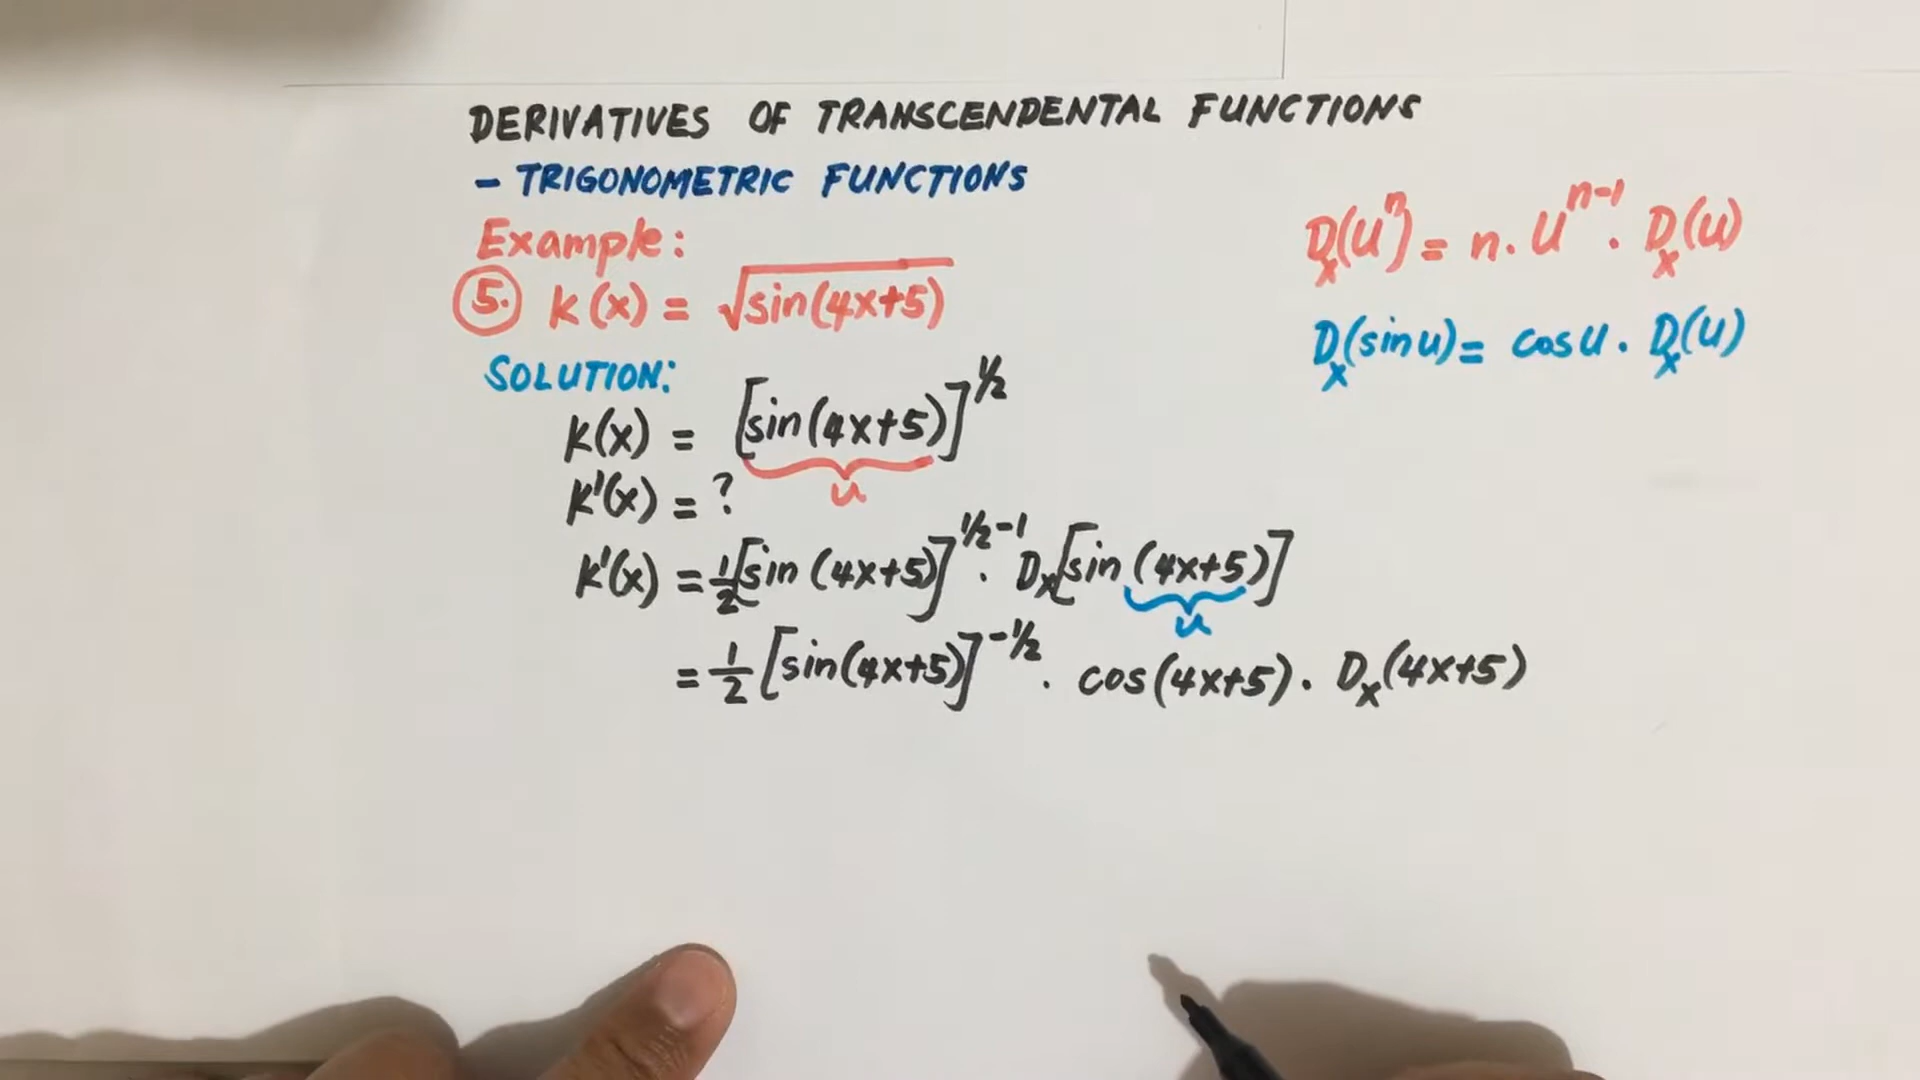 DERIVATIVES OF TRANSCENDENTAL FUNCTIONS
- TRIGONOMETRIC FUNCTIONS
Example:
5. K(x) = √sin(4x+5)
SOLUTION:
K(x) = [sin(4x+5)]^1/2
u
K'(x) = ?
K'(x) = 1/2[sin(4x+5)]^1/2-1 · Dx[sin(4x+5)]
u
= 1/2[sin(4x+5)]^-1/2 · cos(4x+5) · Dx(4x+5)
Dx(U^n) = n · U^n-1 · Dx(U)
Dx(sin u) = cos u · Dx(U)